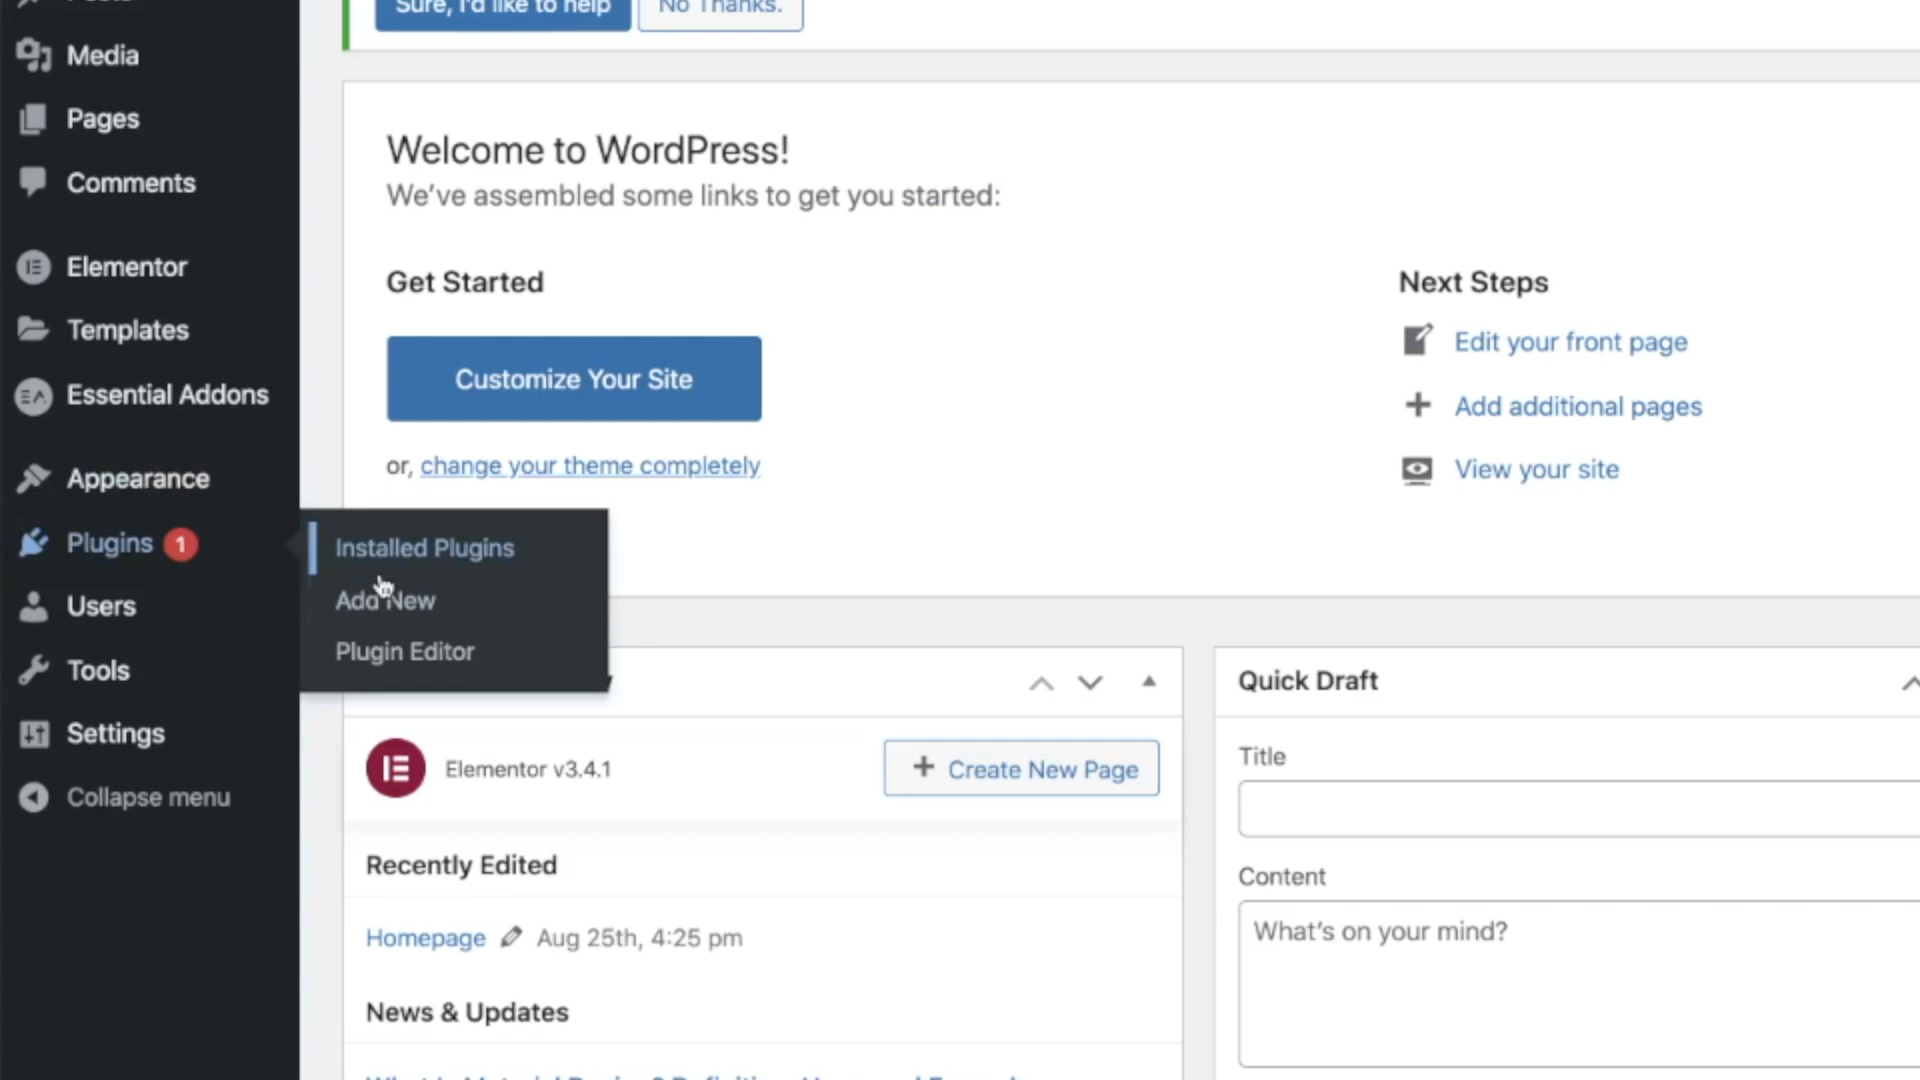 Sure, I'd like to help
No Thanks.
Media
Pages
Comments
Elementor
Templates
Essential Addons
Appearance
Plugins 1
Users
Tools
Settings
Collapse menu
Installed Plugins
Add New
Plugin Editor
Welcome to WordPress!
We've assembled some links to get you started:
Get Started
Customize Your Site
or, change your theme completely
Next Steps
Edit your front page
Add additional pages
View your site
Elementor v3.4.1
+ Create New Page
Recently Edited
Homepage Aug 25th, 4:25 pm
News & Updates
Quick Draft
Title
Content
What's on your mind?